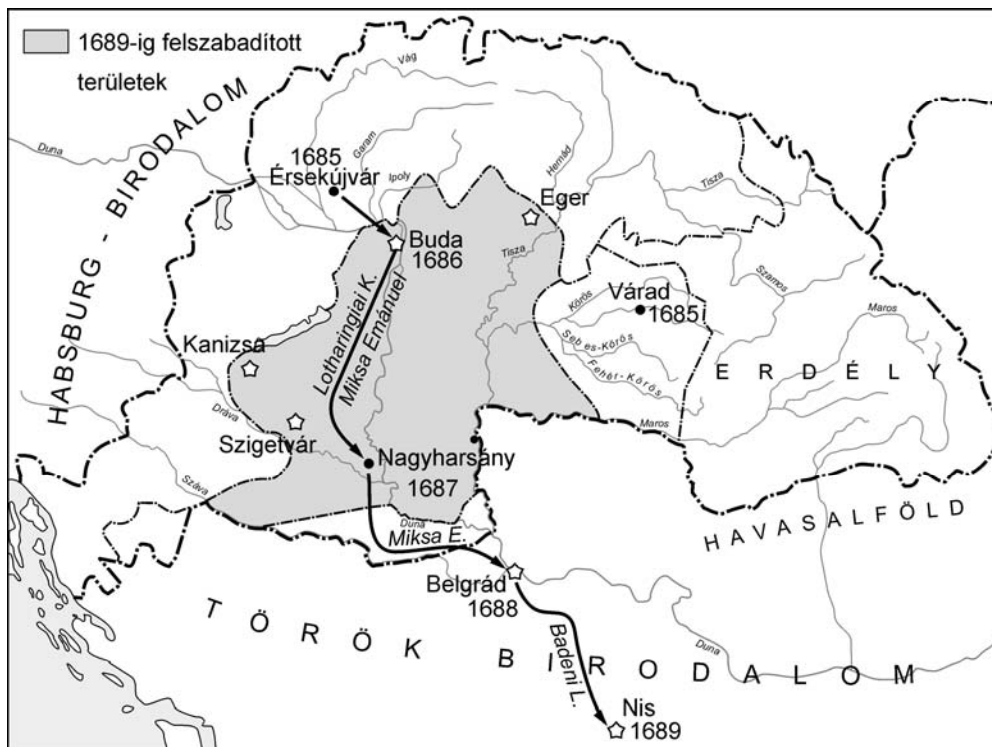 1689-ig felszabadított
területek
HABSBURG - BIRODALOM
Duna
Vág
Garam
Ipoly
Hernád
Tisza
1685
Érsekújvár
Eger
Buda
1686
Tisza
Szamos
Várad
1685
Körös
Maros
Sebes-Körös
Fehér-Körös
ERDÉLY
Lotharingiai K.
Miksa Emánuel
Kanizsa
Dráva
Szigetvár
Maros
Nagyharsány
1687
Száva
Duna
Miksa E.
HAVASALFÖLD
Belgrád
1688
TÖRÖK BIRODALOM
Badeni L.
Duna
Nis
1689